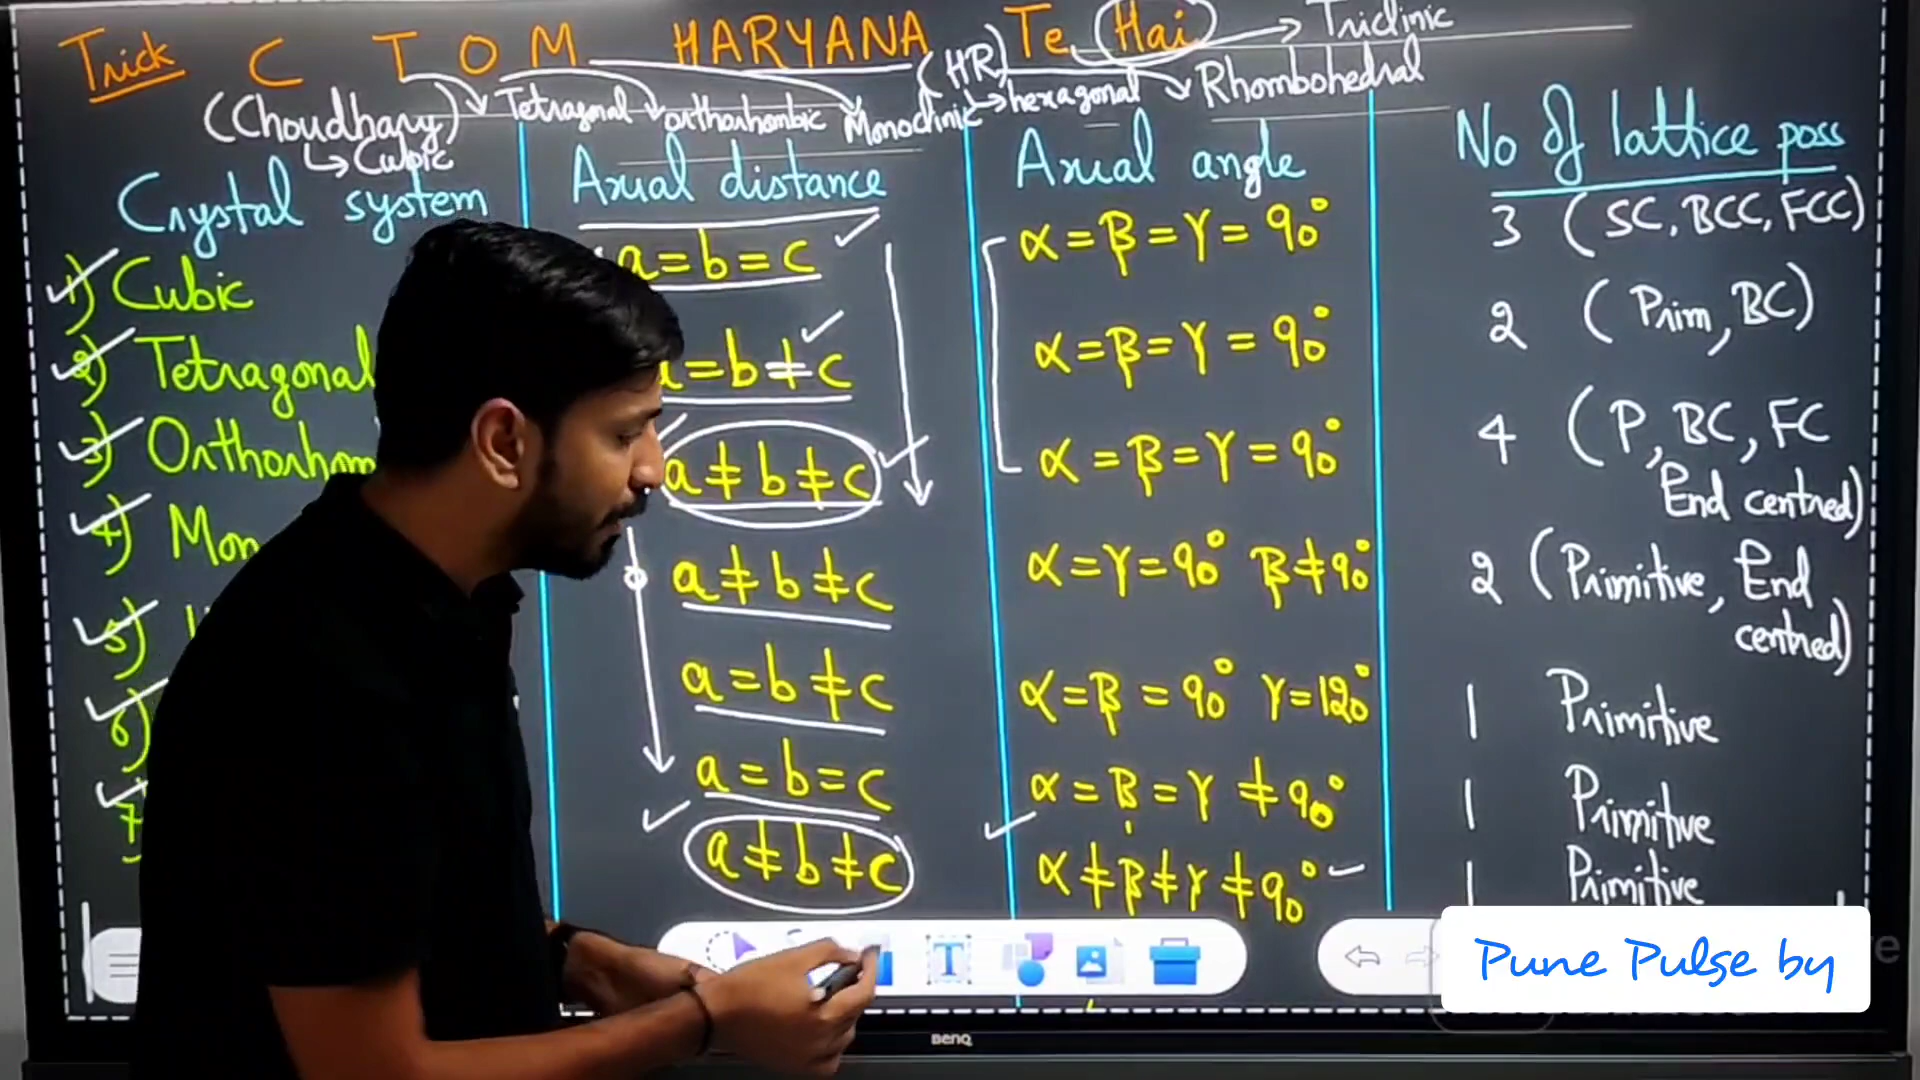 Trick C T O M HARYANA Te Hai → Triclinic
(Choudhary) Tetragonal orthorhombic Monoclinic (HR) → hexagonal Rhombohedral
↳ Cubic
Crystal system Axial distance Axial angle No of lattice poss
1) Cubic a = b = c α = β = γ = 90° 3 (SC, BCC, FCC)
2) Tetragonal a = b ≠ c α = β = γ = 90° 2 (Prim, BC)
3) Orthorhom a ≠ b ≠ c α = β = γ = 90° 4 (P, BC, FC
End centred)
4) Mon a ≠ b ≠ c α = γ = 90° β ≠ 90° 2 (Primitive, End
centred)
5) a = b ≠ c α = β = 90° γ = 120° 1 Primitive
6) a = b = c α = β = γ ≠ 90° 1 Primitive
7 a ≠ b ≠ c α ≠ β ≠ γ ≠ 90° 1 Primitive
T
Pune Pulse by
BenQ